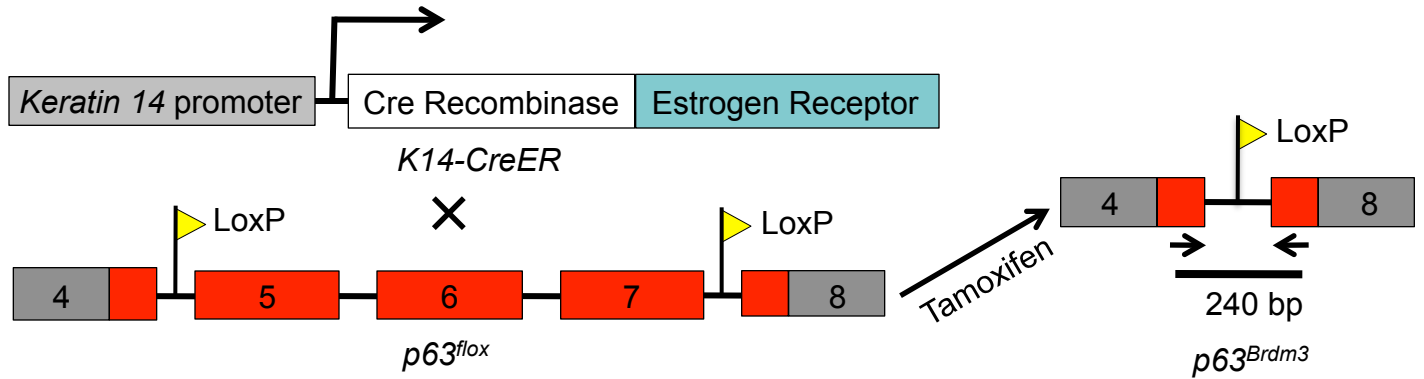 Keratin 14 promoter Cre Recombinase Estrogen Receptor
K14-CreER
LoxP LoxP
4 5 6 7 8
p63flox
Tamoxifen
LoxP
4 8
240 bp
p63Brdm3